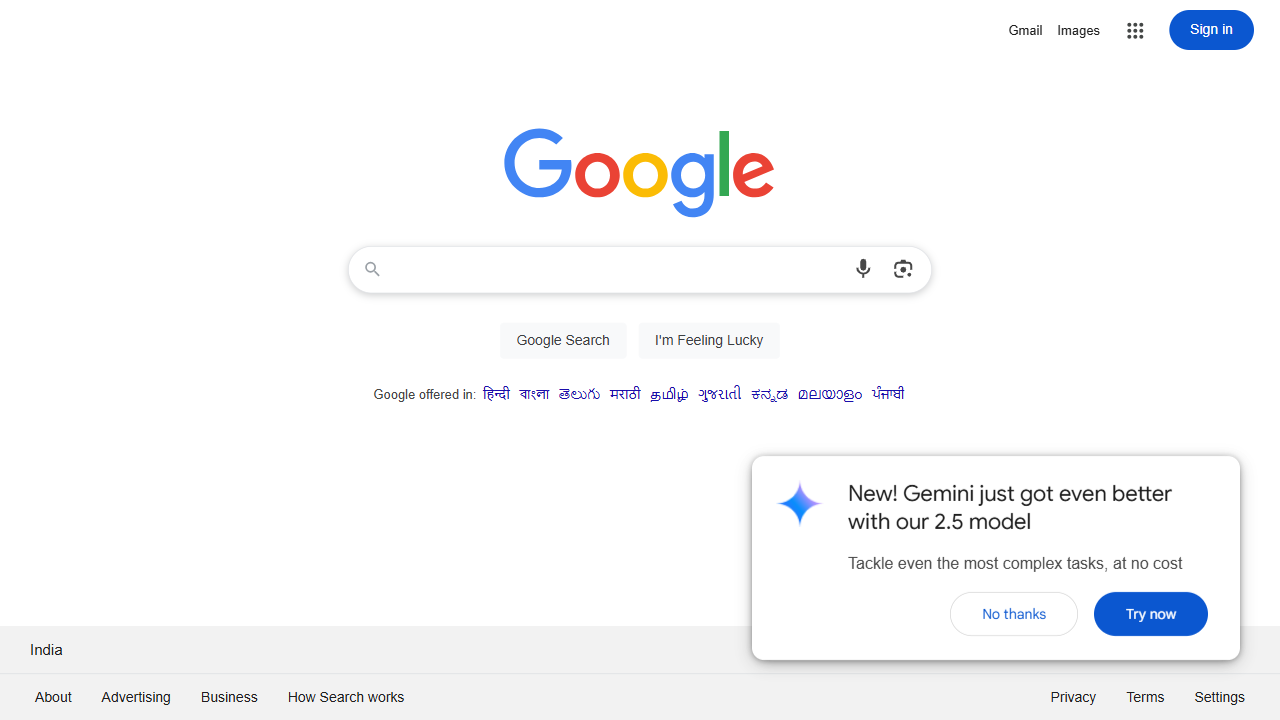 Gmail Images Sign in
Google
Google Search I'm Feeling Lucky
Google offered in: हिन्दी বাংলা తెలుగు मराठी தமிழ் ગુજરાતી ಕನ್ನಡ മലയാളം ਪੰਜਾਬੀ
New! Gemini just got even better
with our 2.5 model
Tackle even the most complex tasks, at no cost
No thanks Try now
India
About Advertising Business How Search works Privacy Terms Settings